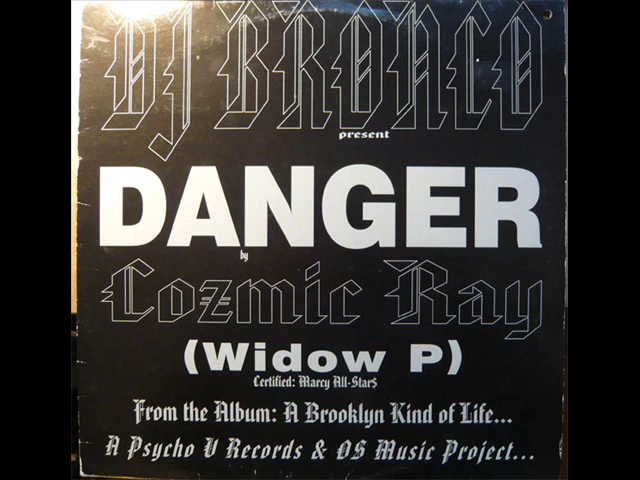 DJ BRONCO
present
DANGER
by
Cozmic Ray
(Widow P)
Certified: Marcy All-Star$
From the Album: A Brooklyn Kind of Life...
A Psycho U Records & OS Music Project...